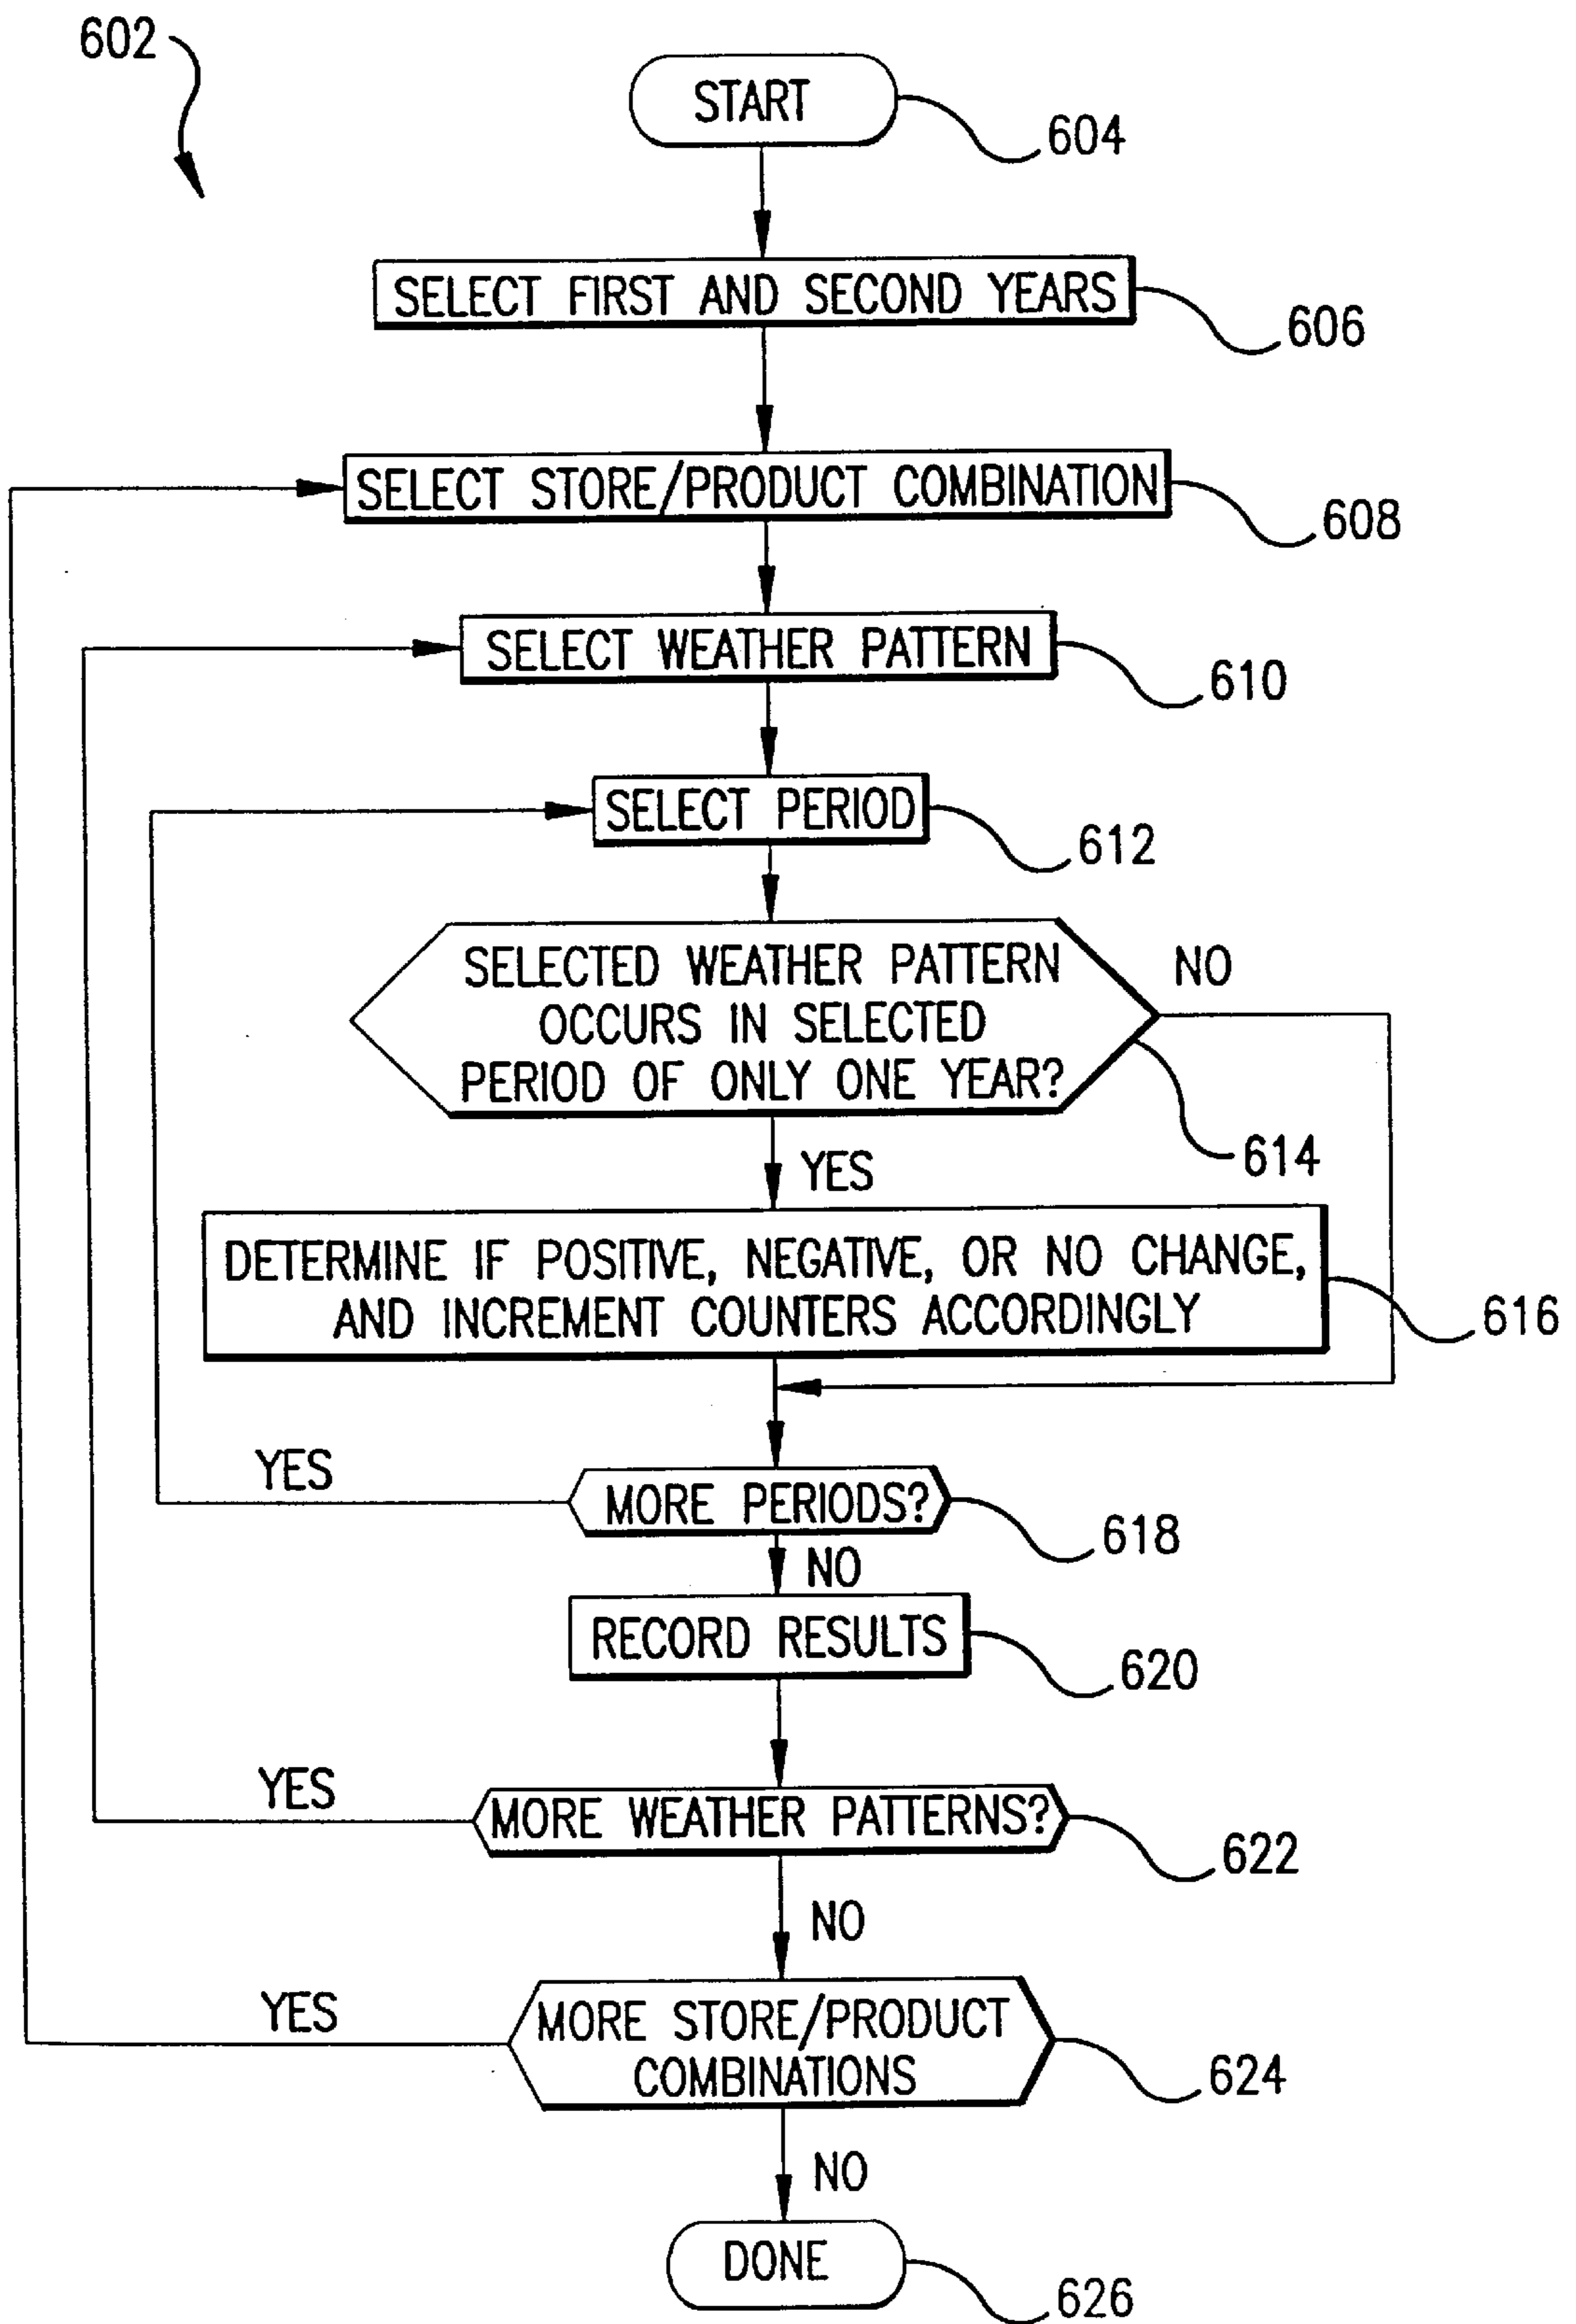 602
START
604
SELECT FIRST AND SECOND YEARS
606
SELECT STORE/PRODUCT COMBINATION
608
SELECT WEATHER PATTERN
610
SELECT PERIOD
612
SELECTED WEATHER PATTERN
OCCURS IN SELECTED
PERIOD OF ONLY ONE YEAR?
NO
614
YES
DETERMINE IF POSITIVE, NEGATIVE, OR NO CHANGE,
AND INCREMENT COUNTERS ACCORDINGLY
616
YES
MORE PERIODS?
618
NO
RECORD RESULTS
620
YES
MORE WEATHER PATTERNS?
622
NO
YES
MORE STORE/PRODUCT
COMBINATIONS
624
NO
DONE
626